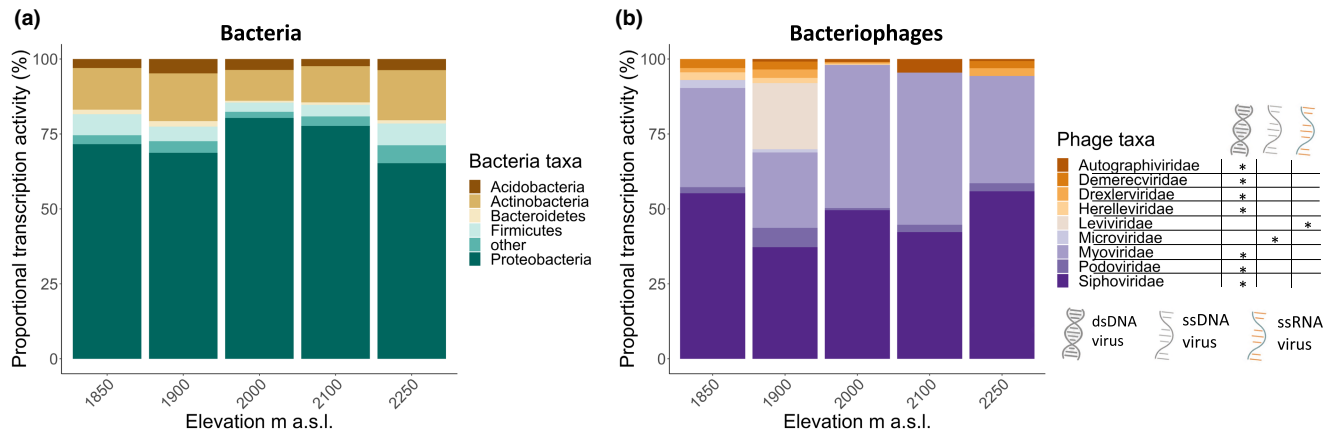 (a)
Bacteria
Proportional transcription activity (%)
100
75
50
25
0
1850
1900
2000
2100
2250
Elevation m a.s.l.
Bacteria taxa
Acidobacteria
Actinobacteria
Bacteroidetes
Firmicutes
other
Proteobacteria
(b)
Bacteriophages
Proportional transcription activity (%)
100
75
50
25
0
1850
1900
2000
2100
2250
Elevation m a.s.l.
Phage taxa
Autographiviridae *
Demerecviridae *
Drexlerviridae *
Herelleviridae *
Leviviridae *
Microviridae *
Myoviridae *
Podoviridae *
Siphoviridae *
dsDNA
virus
ssDNA
virus
ssRNA
virus